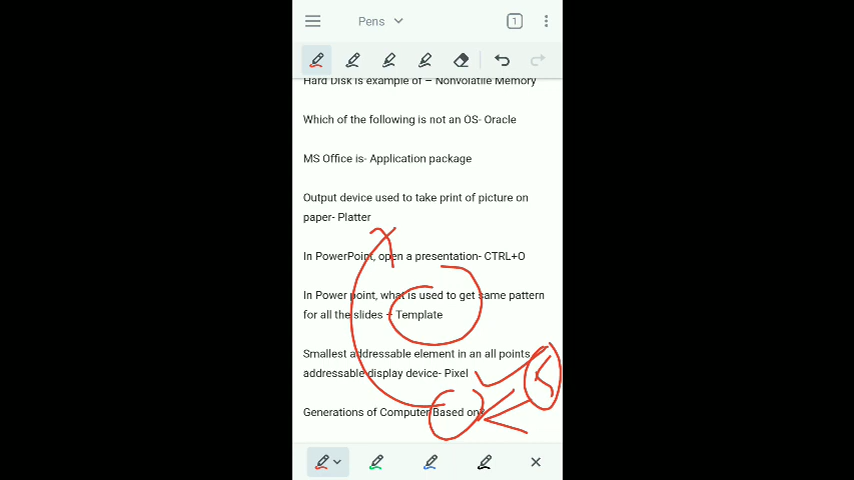 Pens
1
Hard Disk is example of – Nonvolatile Memory
Which of the following is not an OS- Oracle
MS Office is- Application package
Output device used to take print of picture on
paper- Platter
In PowerPoint, open a presentation- CTRL+O
In Power point, what is used to get same pattern
for all the slides – Template
Smallest addressable element in an all points
addressable display device- Pixel
Generations of Computer Based on?